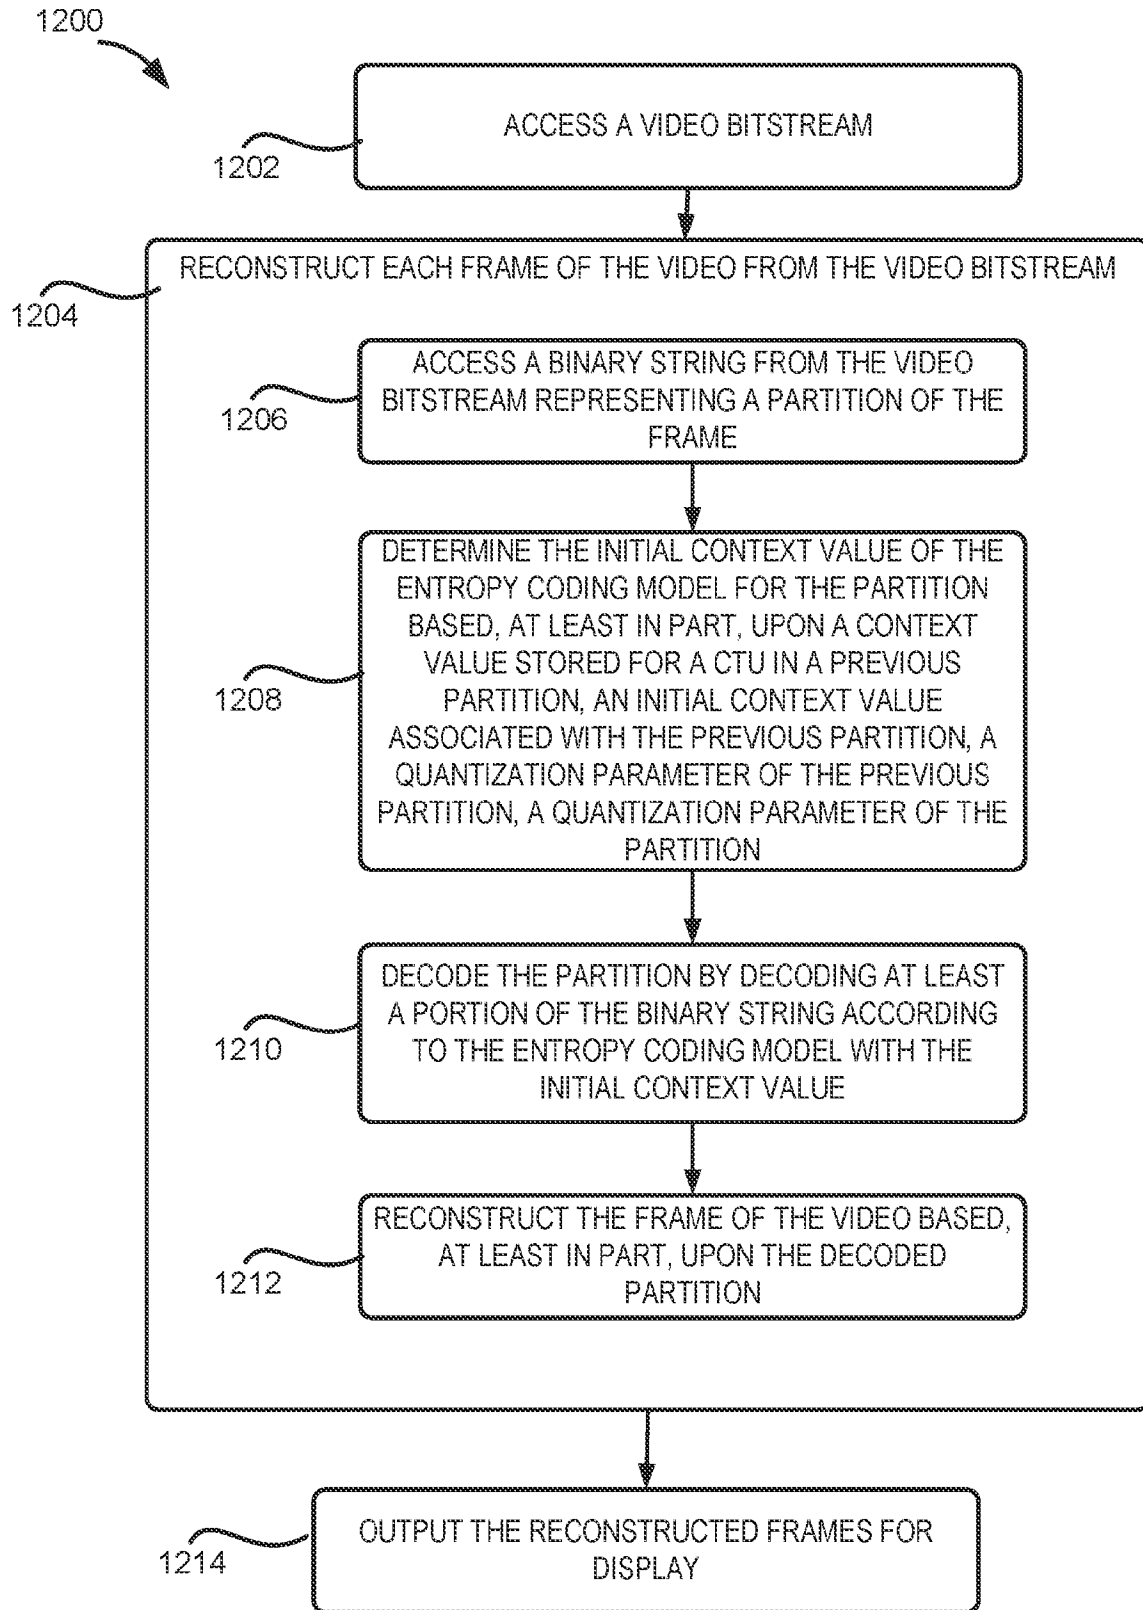 1200
ACCESS A VIDEO BITSTREAM
1202
RECONSTRUCT EACH FRAME OF THE VIDEO FROM THE VIDEO BITSTREAM
1204
ACCESS A BINARY STRING FROM THE VIDEO
BITSTREAM REPRESENTING A PARTITION OF THE
FRAME
1206
DETERMINE THE INITIAL CONTEXT VALUE OF THE
ENTROPY CODING MODEL FOR THE PARTITION
BASED, AT LEAST IN PART, UPON A CONTEXT
VALUE STORED FOR A CTU IN A PREVIOUS
PARTITION, AN INITIAL CONTEXT VALUE
ASSOCIATED WITH THE PREVIOUS PARTITION, A
QUANTIZATION PARAMETER OF THE PREVIOUS
PARTITION, A QUANTIZATION PARAMETER OF THE
PARTITION
1208
DECODE THE PARTITION BY DECODING AT LEAST
A PORTION OF THE BINARY STRING ACCORDING
TO THE ENTROPY CODING MODEL WITH THE
INITIAL CONTEXT VALUE
1210
RECONSTRUCT THE FRAME OF THE VIDEO BASED,
AT LEAST IN PART, UPON THE DECODED
PARTITION
1212
OUTPUT THE RECONSTRUCTED FRAMES FOR
DISPLAY
1214